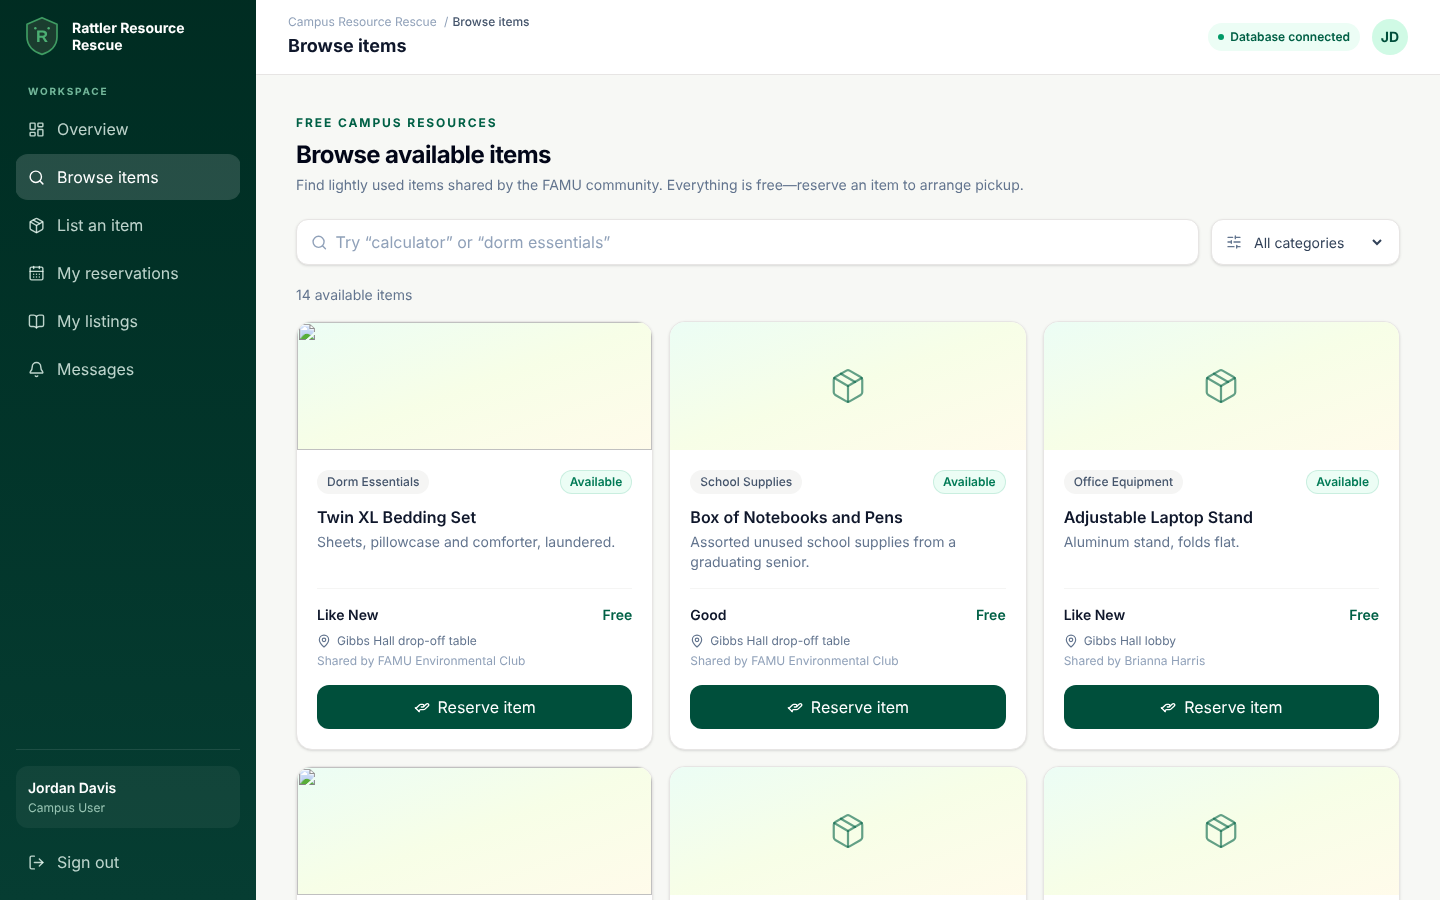 R
Rattler Resource
Rescue
WORKSPACE
Overview
Browse items
List an item
My reservations
My listings
Messages
Jordan Davis
Campus User
Sign out
Campus Resource Rescue / Browse items
Browse items
Database connected
JD
FREE CAMPUS RESOURCES
Browse available items
Find lightly used items shared by the FAMU community. Everything is free—reserve an item to arrange pickup.
Try “calculator” or “dorm essentials”
All categories
14 available items
Dorm Essentials
Available
Twin XL Bedding Set
Sheets, pillowcase and comforter, laundered.
Like New
Free
Gibbs Hall drop-off table
Shared by FAMU Environmental Club
Reserve item
School Supplies
Available
Box of Notebooks and Pens
Assorted unused school supplies from a
graduating senior.
Good
Free
Gibbs Hall drop-off table
Shared by FAMU Environmental Club
Reserve item
Office Equipment
Available
Adjustable Laptop Stand
Aluminum stand, folds flat.
Like New
Free
Gibbs Hall lobby
Shared by Brianna Harris
Reserve item